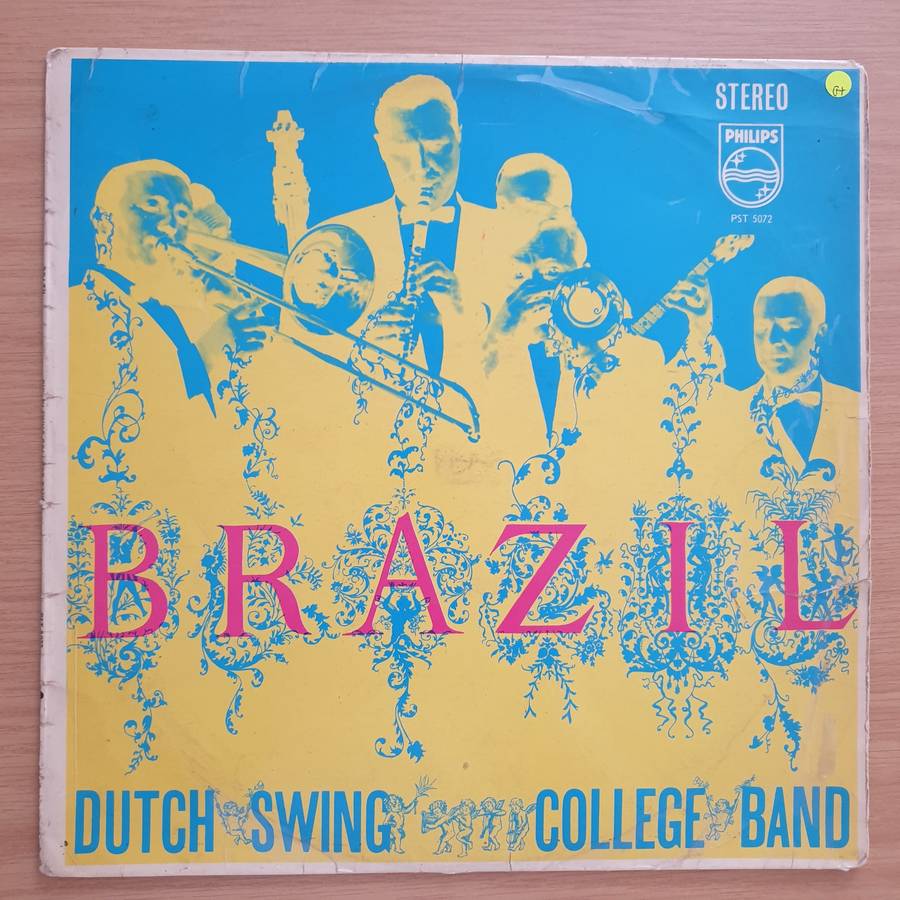 STEREO
PHILIPS
PST 5072
G+
BRAZIL
DUTCH SWING COLLEGE BAND